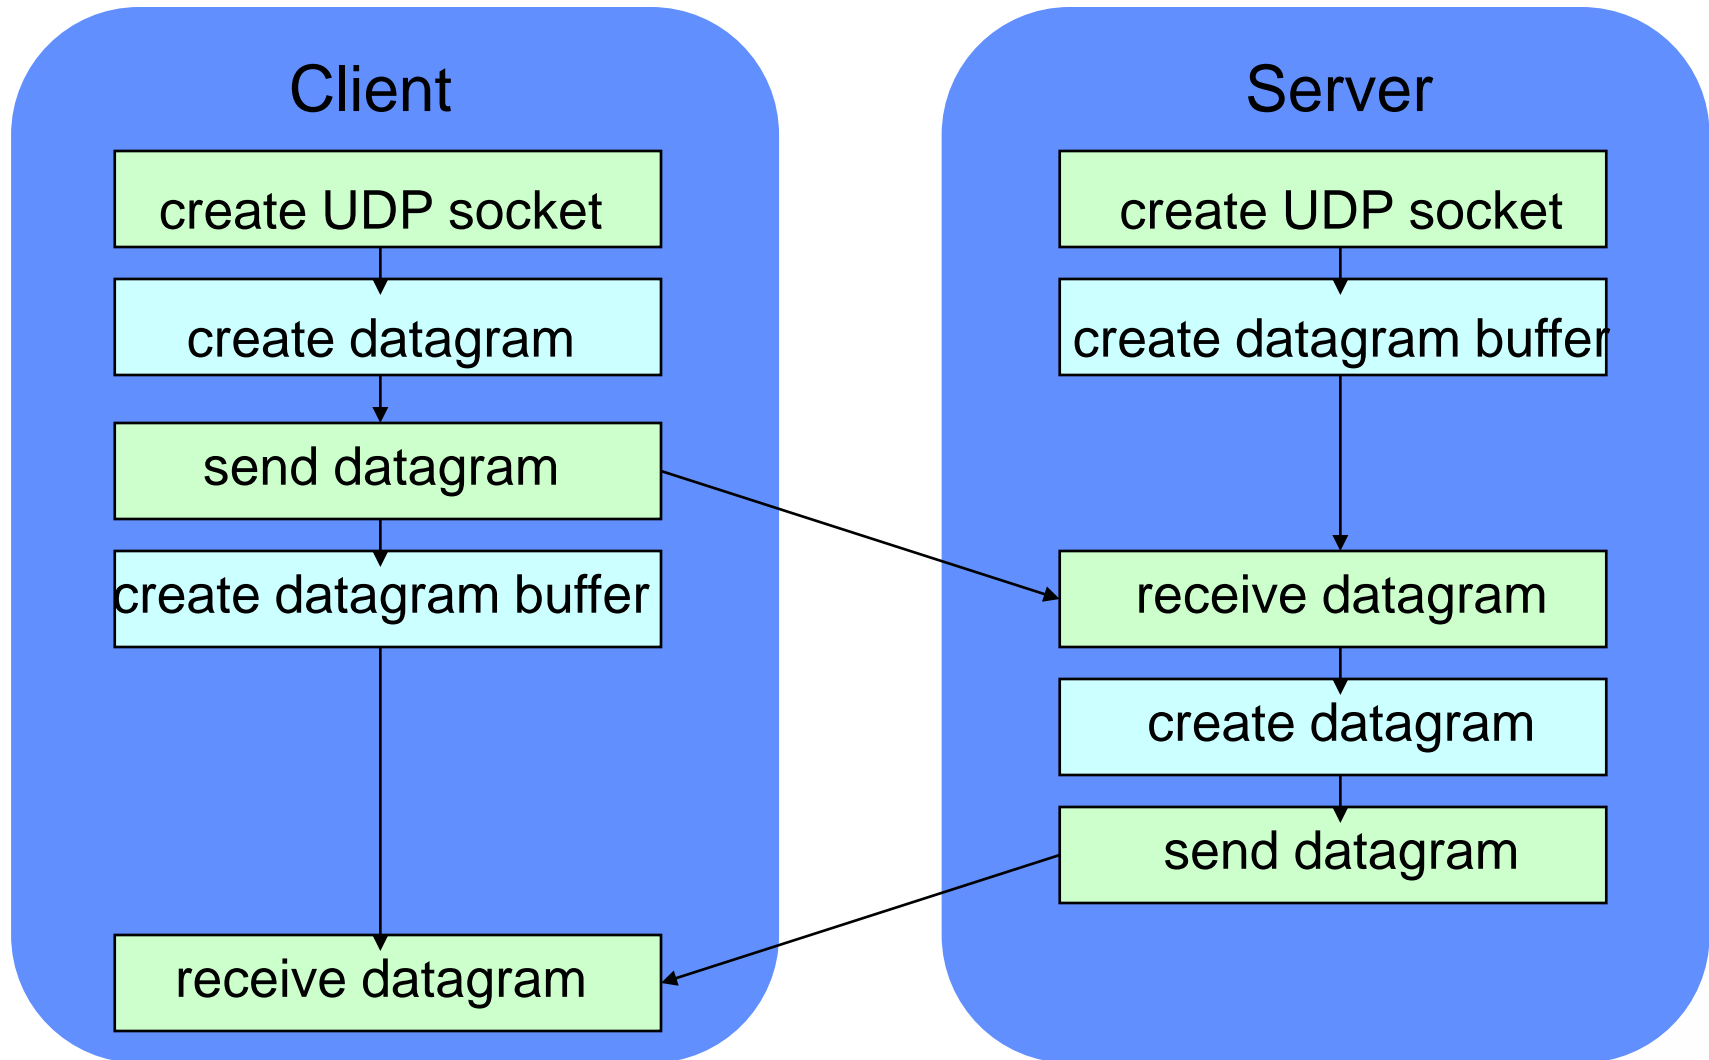 Client
create UDP socket
create datagram
send datagram
create datagram buffer
receive datagram
Server
create UDP socket
create datagram buffer
receive datagram
create datagram
send datagram